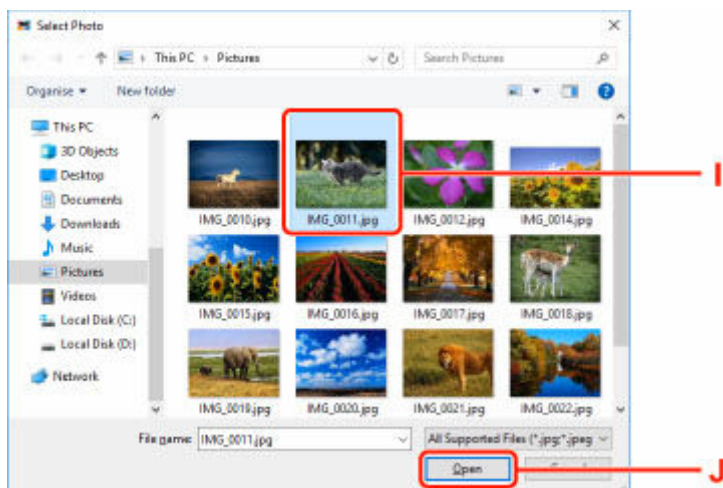 Select Photo
This PC › Pictures
Search Pictures
Organise
New folder
This PC
3D Objects
Desktop
Documents
Downloads
Music
Pictures
Videos
Local Disk (C:)
Local Disk (D:)
Network
IMG_0010.jpg
IMG_0011.jpg
IMG_0012.jpg
IMG_0014.jpg
I
IMG_0015.jpg
IMG_0016.jpg
IMG_0017.jpg
IMG_0018.jpg
IMG_0019.jpg
IMG_0020.jpg
IMG_0021.jpg
IMG_0022.jpg
File name: IMG_0011.jpg
All Supported Files (*.jpg;*.jpeg
Open
J